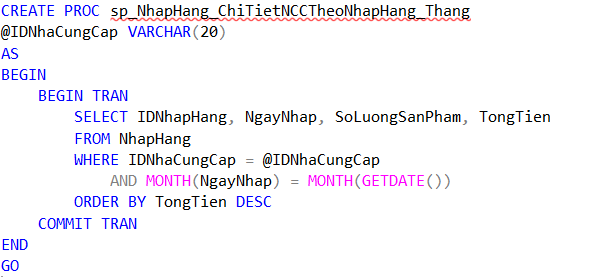 CREATE PROC sp_NhapHang_ChiTietNCCTheoNhapHang_Thang
@IDNhaCungCap VARCHAR(20)
AS
BEGIN
    BEGIN TRAN
        SELECT IDNhapHang, NgayNhap, SoLuongSanPham, TongTien
        FROM NhapHang
        WHERE IDNhaCungCap = @IDNhaCungCap
            AND MONTH(NgayNhap) = MONTH(GETDATE())
        ORDER BY TongTien DESC
    COMMIT TRAN
END
GO